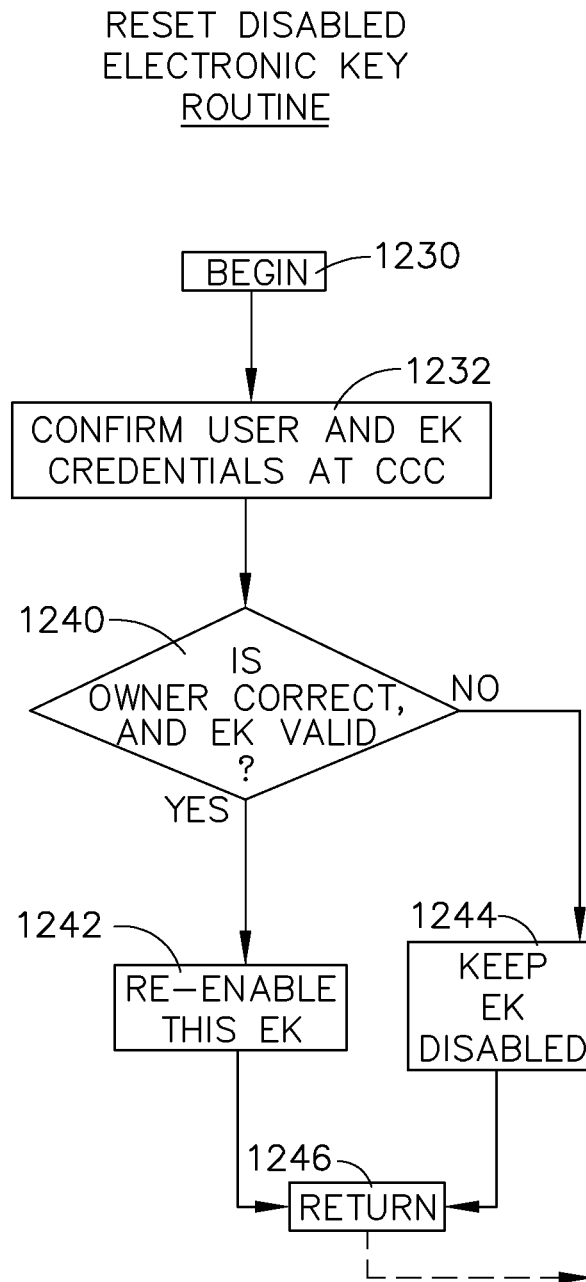 RESET DISABLED
ELECTRONIC KEY
ROUTINE
BEGIN
1230
1232
CONFIRM USER AND EK
CREDENTIALS AT CCC
1240
IS
OWNER CORRECT,
AND EK VALID
?
NO
YES
1242
RE-ENABLE
THIS EK
1244
KEEP
EK
DISABLED
1246
RETURN